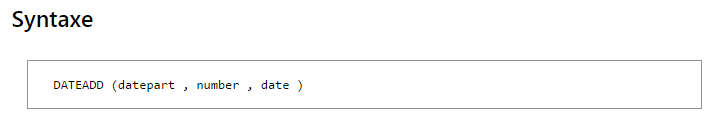 Syntaxe
DATEADD (datepart , number , date )